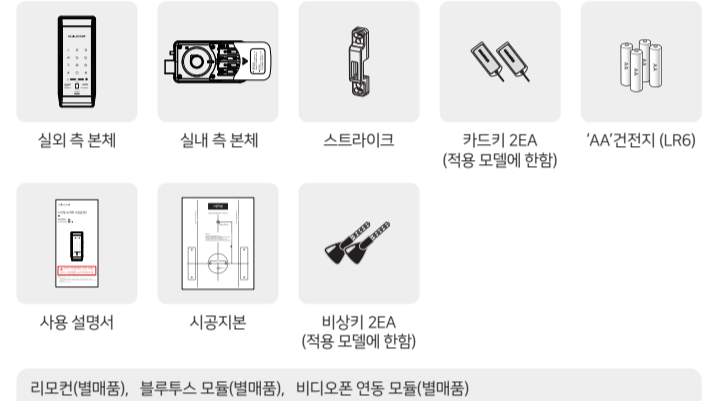 실외 측 본체
실내 측 본체
스트라이크
카드키 2EA
(적용 모델에 한함)
‘AA’건전지 (LR6)
AA
AA
AA
사용 설명서
시공지본
비상키 2EA
(적용 모델에 한함)
리모컨(별매품), 블루투스 모듈(별매품), 비디오폰 연동 모듈(별매품)